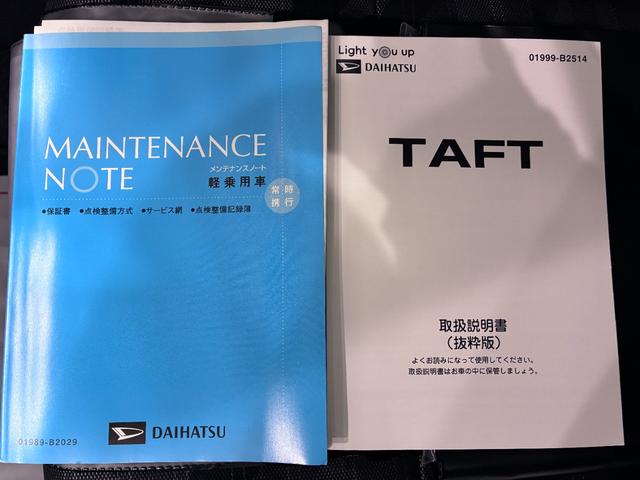 MAINTENANCE
NOTE
メンテナンスノート
軽乗用車
常時
携行
●保証書 ●点検整備方式 ●サービス網 ●点検整備記録簿
DAIHATSU
01989-B2029
Light you up
DAIHATSU
01999-B2514
TAFT
取扱説明書
（抜粋版）
よくお読みになって使用してください。
取扱説明書はお車の中に保管しましょう。